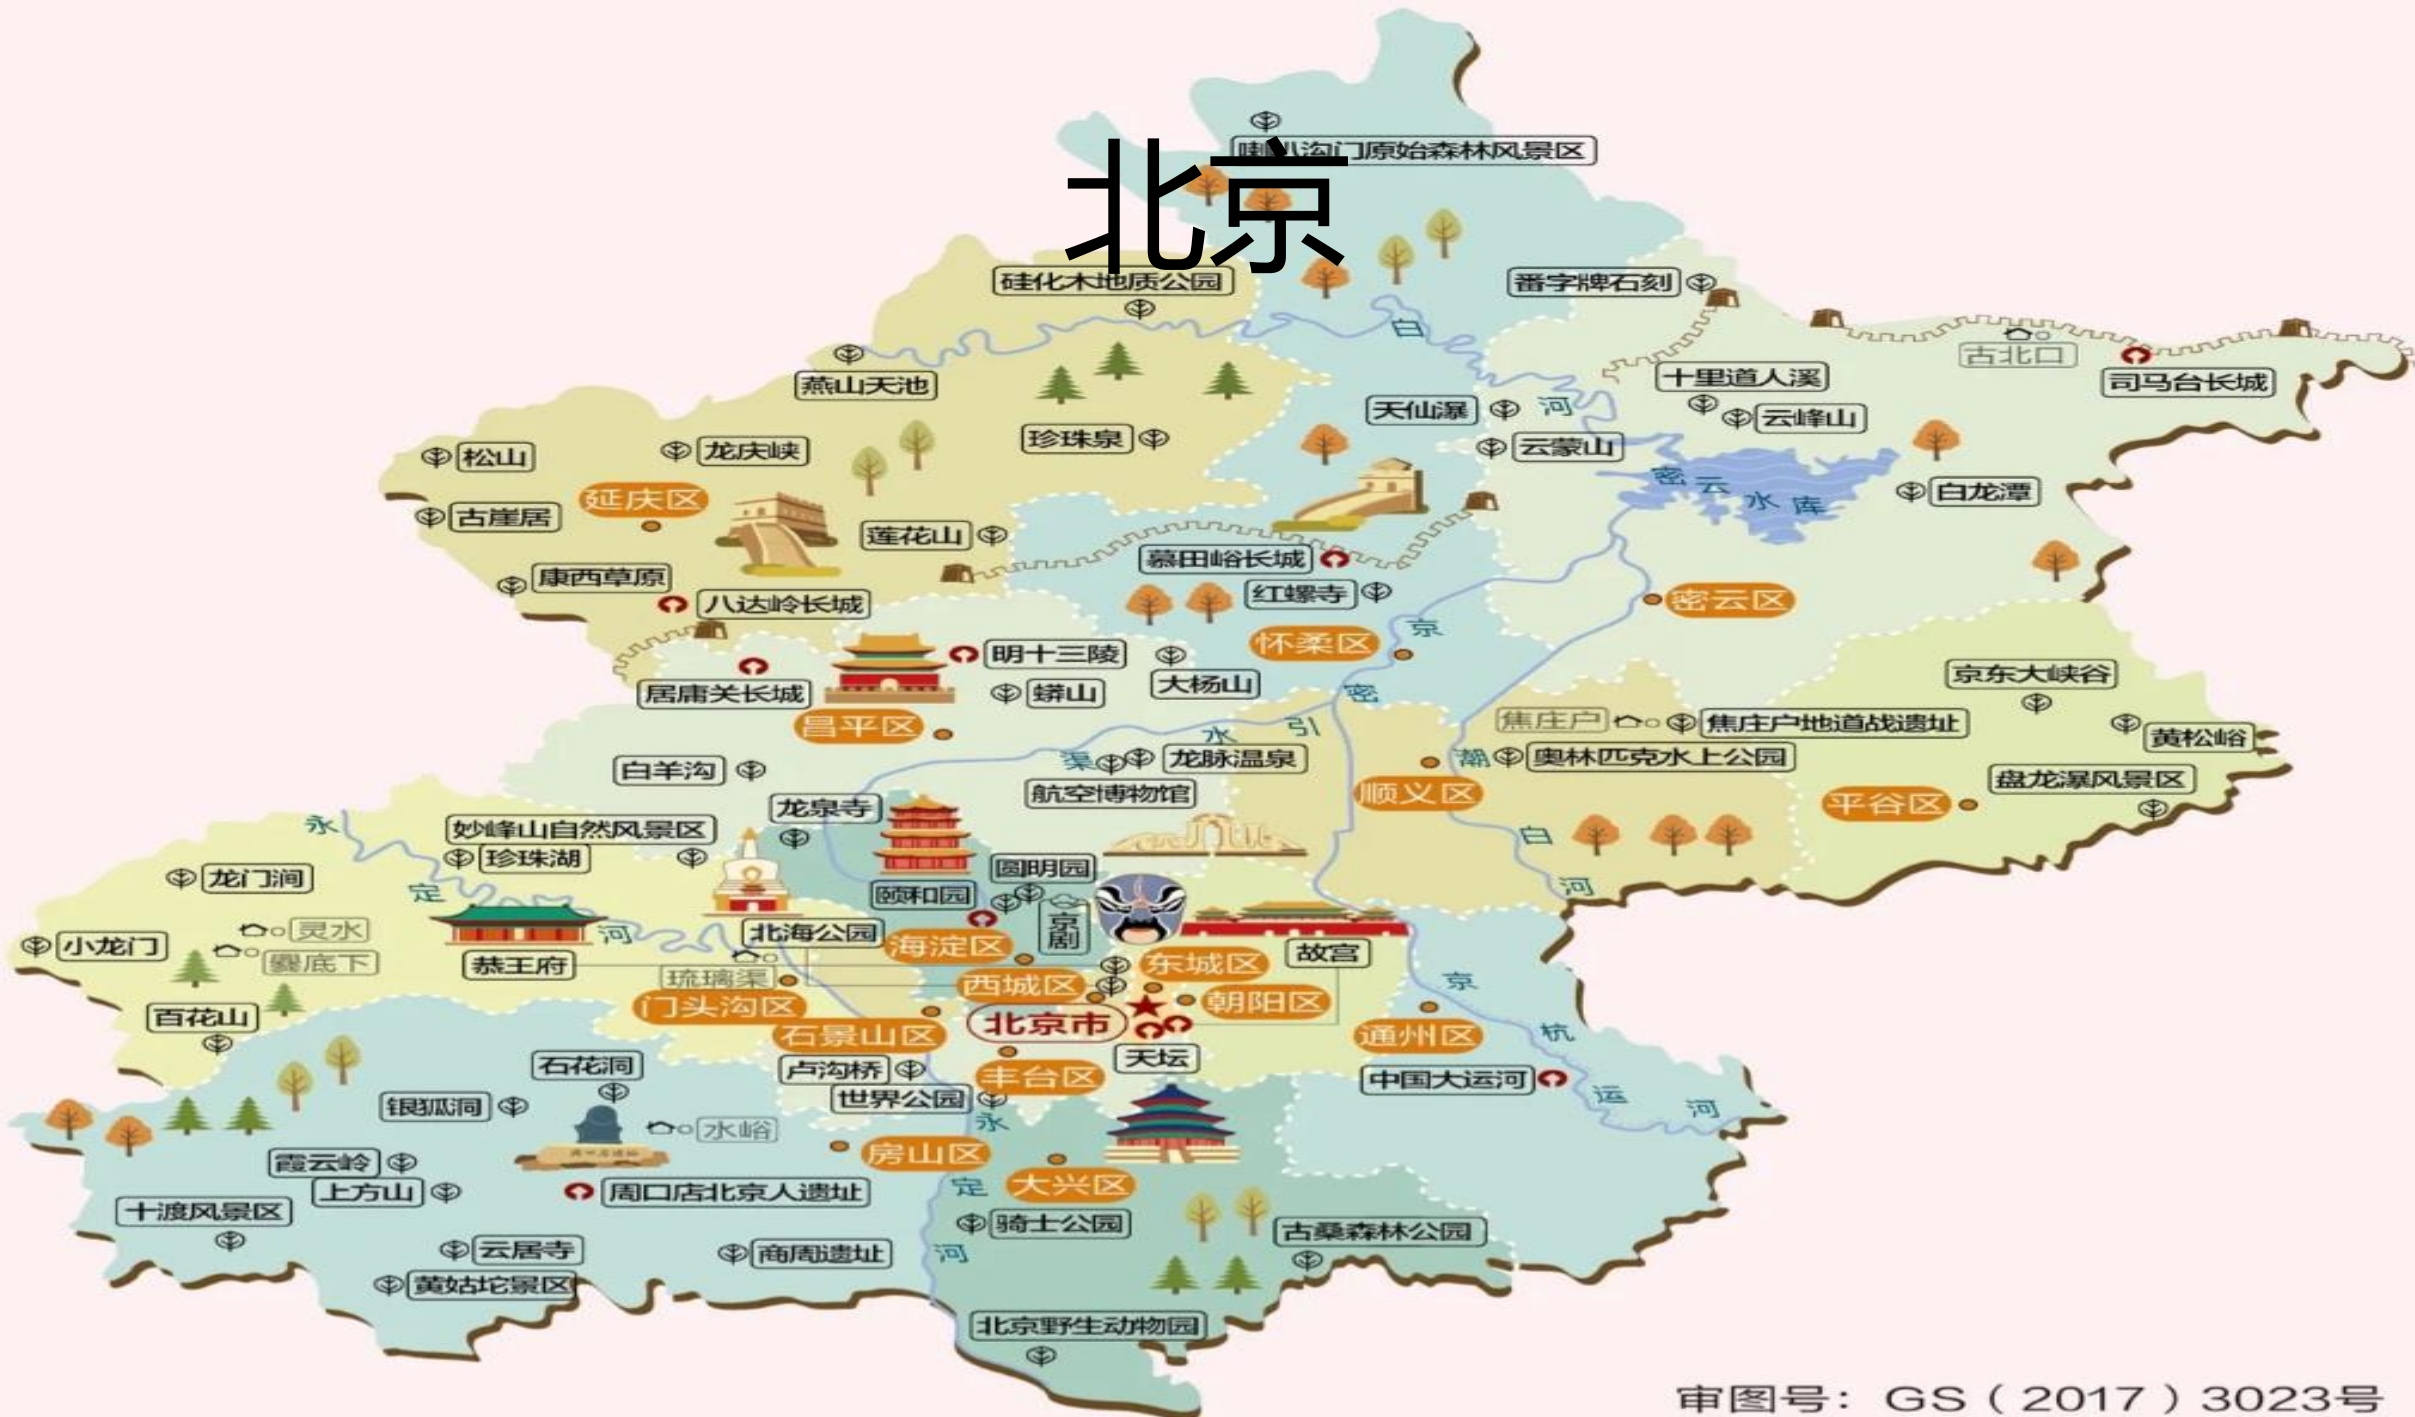 喇叭沟门原始森林风景区
北京
硅化木地质公园
番字牌石刻
白
古北口
燕山天池
十里道人溪
司马台长城
天仙瀑
河
云峰山
珍珠泉
松山
龙庆峡
云蒙山
密云水库
白龙潭
延庆区
古崖居
莲花山
慕田峪长城
康西草原
八达岭长城
红螺寺
密云区
怀柔区
京
明十三陵
居庸关长城
蟒山
大杨山
密
京东大峡谷
昌平区
引
水
渠
焦庄户
焦庄户地道战遗址
黄松峪
白羊沟
龙脉温泉
潮
奥林匹克水上公园
航空博物馆
顺义区
盘龙瀑风景区
平谷区
龙泉寺
永
妙峰山自然风景区
珍珠湖
白
圆明园
龙门涧
定
颐和园
河
京剧
灵水
小龙门
爨底下
河
北海公园
海淀区
故宫
恭王府
琉璃渠
东城区
西城区
京
门头沟区
朝阳区
百花山
北京市
石景山区
通州区
杭
天坛
石花洞
卢沟桥
丰台区
中国大运河
世界公园
运
河
银狐洞
水峪
永
房山区
霞云岭
上方山
周口店北京人遗址
定
大兴区
十渡风景区
骑士公园
古桑森林公园
云居寺
商周遗址
河
黄姑坨景区
北京野生动物园
审图号：GS（2017）3023号